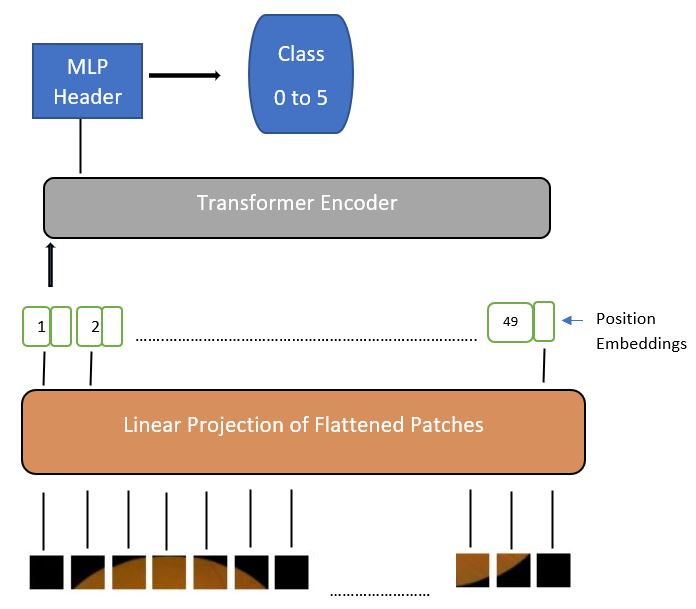 MLP
Header
Class
0 to 5
Transformer Encoder
1
2
49
Position
Embeddings
Linear Projection of Flattened Patches